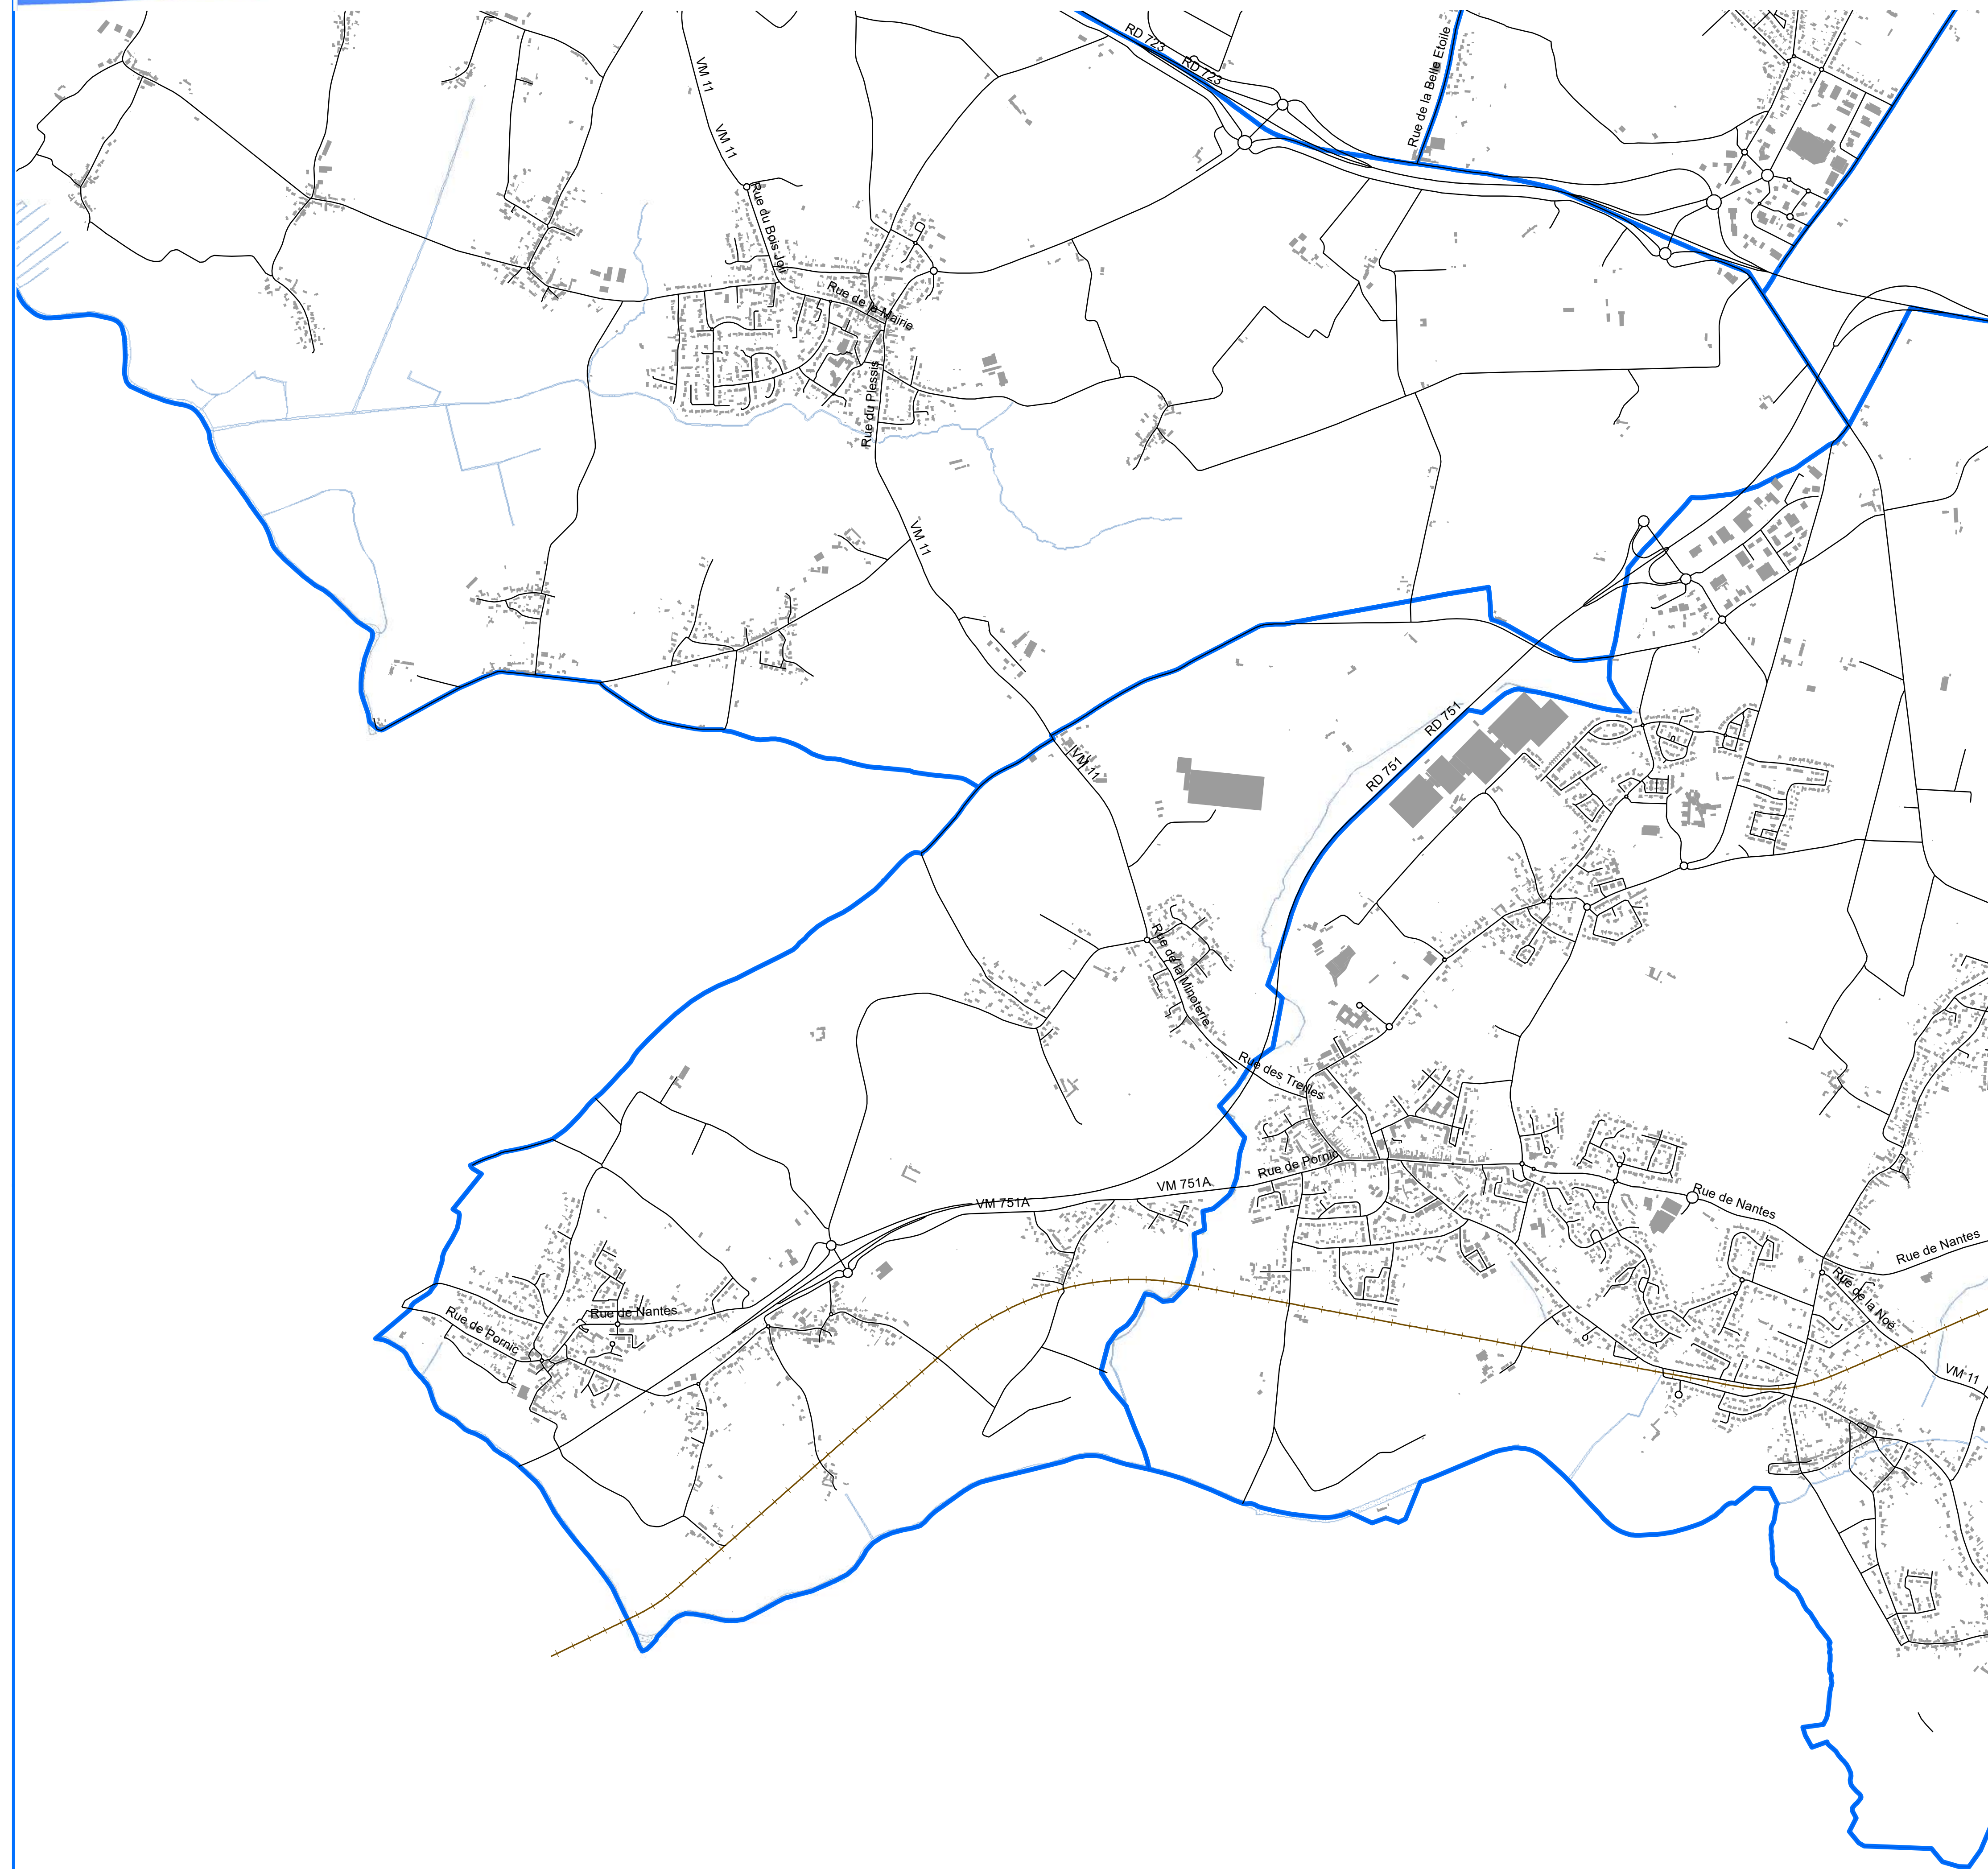 RD 723
RD 723
Rue de la Belle Etoile
VM 11
VM 11
Rue du Bois Joli
Rue de la Mairie
Rue du Plessis
VM 11
RD 751
RD 751
VM 11
Rue de la Minoterie
Rue des Treilles
Rue de Pornic
VM 751A
VM 751A
Rue de Nantes
Rue de Nantes
Rue de la Noë
Rue de Nantes
Rue de Pornic
VM 11